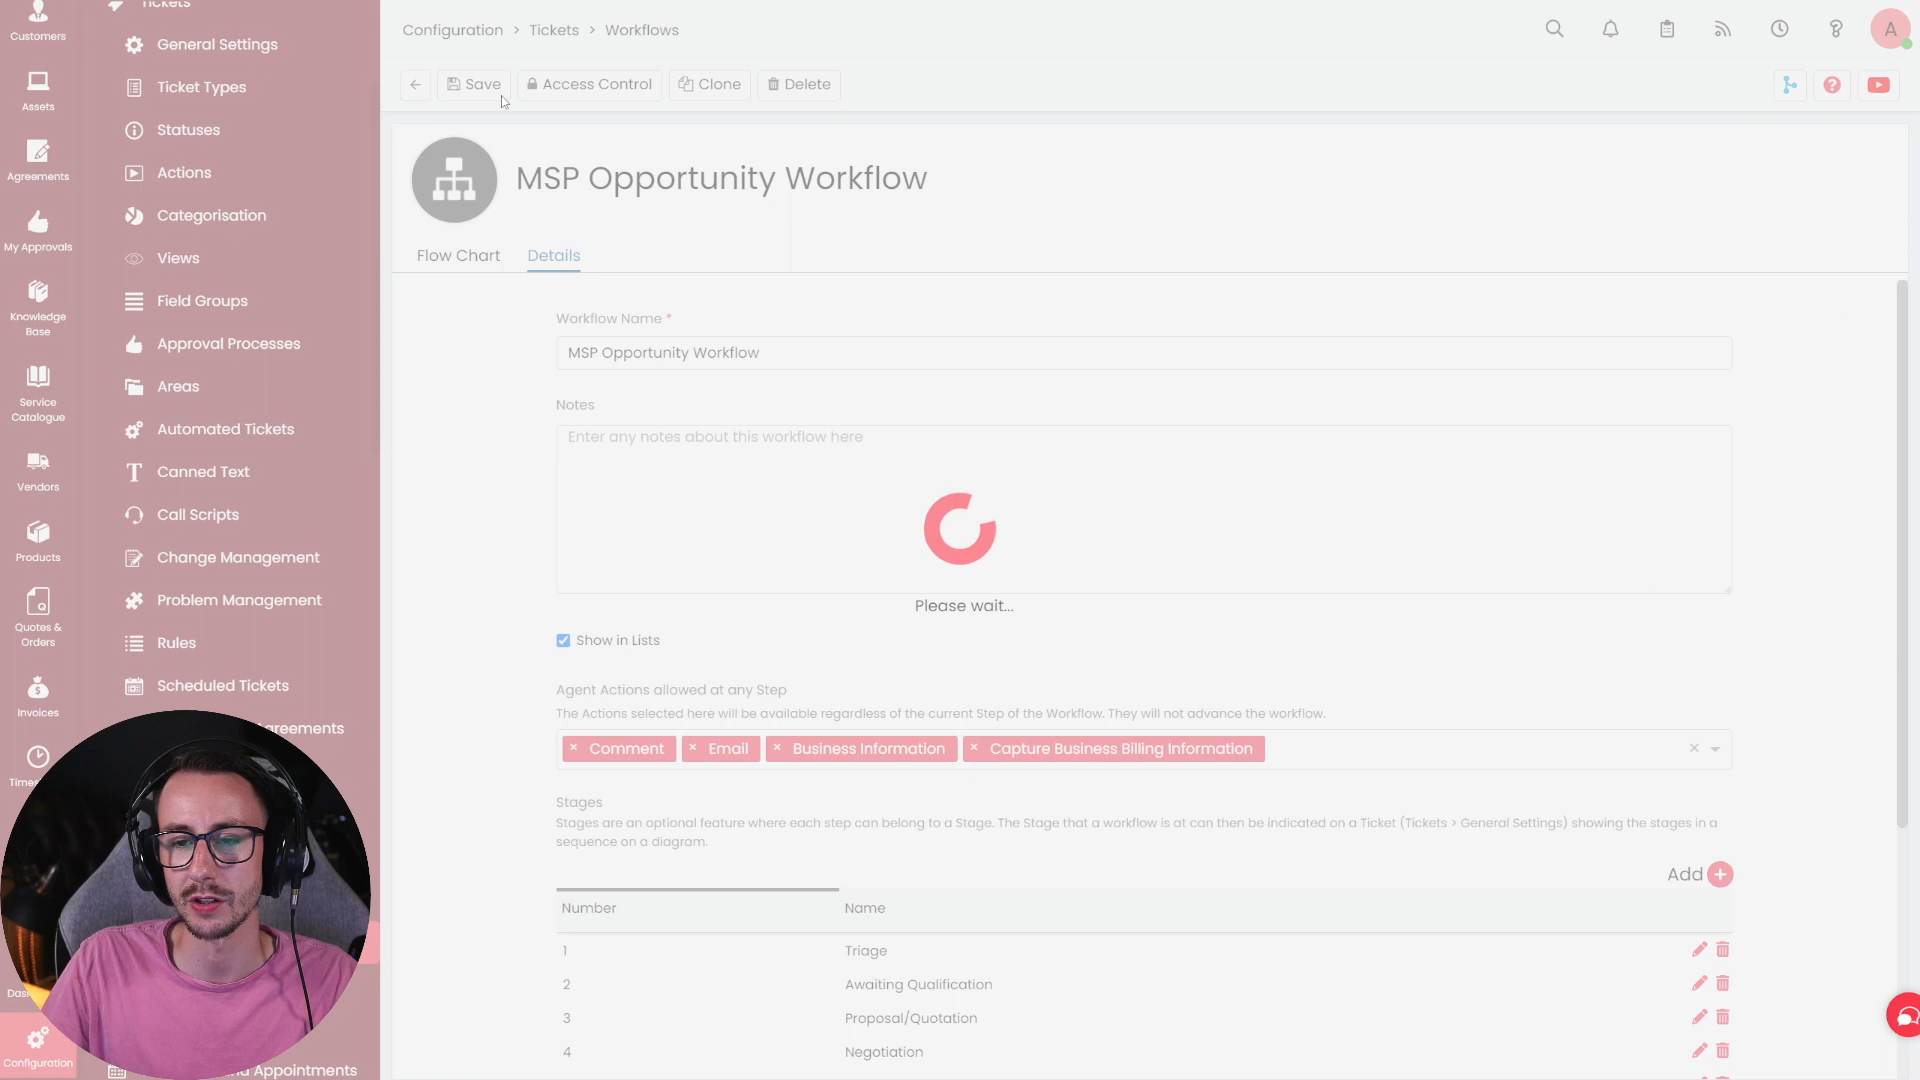 Customers
Assets
Agreements
My Approvals
Knowledge
Base
Service
Catalogue
Vendors
Products
Quotes &
Orders
Invoices
Configuration
Tickets
General Settings
Ticket Types
Statuses
Actions
Categorisation
Views
Field Groups
Approval Processes
Areas
Automated Tickets
Canned Text
Call Scripts
Change Management
Problem Management
Rules
Scheduled Tickets
Appointments
Configuration > Tickets > Workflows
A
Save
Access Control
Clone
Delete
MSP Opportunity Workflow
Flow Chart
Details
Workflow Name *
MSP Opportunity Workflow
Notes
Enter any notes about this workflow here
Please wait...
Show in Lists
Agent Actions allowed at any Step
The Actions selected here will be available regardless of the current Step of the Workflow. They will not advance the workflow.
× Comment × Email × Business Information × Capture Business Billing Information
Stages
Stages are an optional feature where each step can belong to a Stage. The Stage that a workflow is at can then be indicated on a Ticket (Tickets > General Settings) showing the stages in a
sequence on a diagram.
Add
Number Name
1 Triage
2 Awaiting Qualification
3 Proposal/Quotation
4 Negotiation